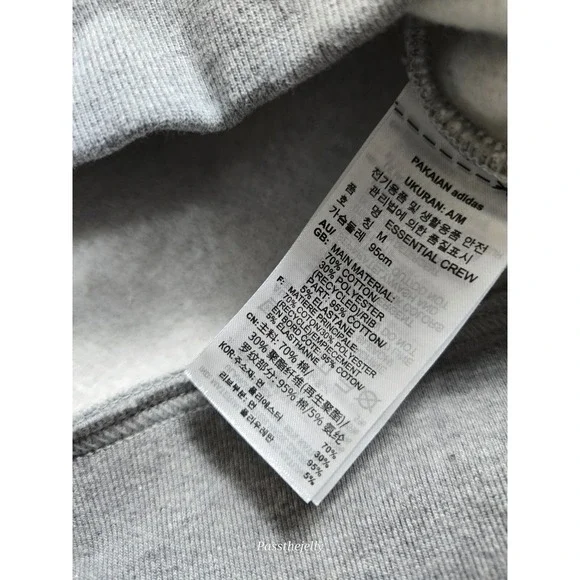 PAKAIAN adidas
UKURAN: A/M
전기용품 및 생활용품 안전
관리법에 의한 품질표시
품 명 ESSENTIAL CREW
호 칭 M
가슴둘레 95cm
AU/
GB: MAIN MATERIAL:
70% COTTON/
30% POLYESTER
(RECYCLED)/RIB
PART: 95% COTTON/
5% ELASTANE
F: MATIÈRE PRINCIPALE:
70% COTON/30% POLYESTER
(RECYCLE)/EMPIECEMENT
EN BORD COTE: 95% COTON/
5% ELASTHANNE
CN: 主料: 70% 棉/
30% 聚酯纤维(再生聚酯)/
罗纹部分: 95% 棉/5% 氨纶
KOR: 주소재: 면 70%
폴리에스터 30%
리브부분: 면 95%
폴리우레탄 5%
Passthejelly